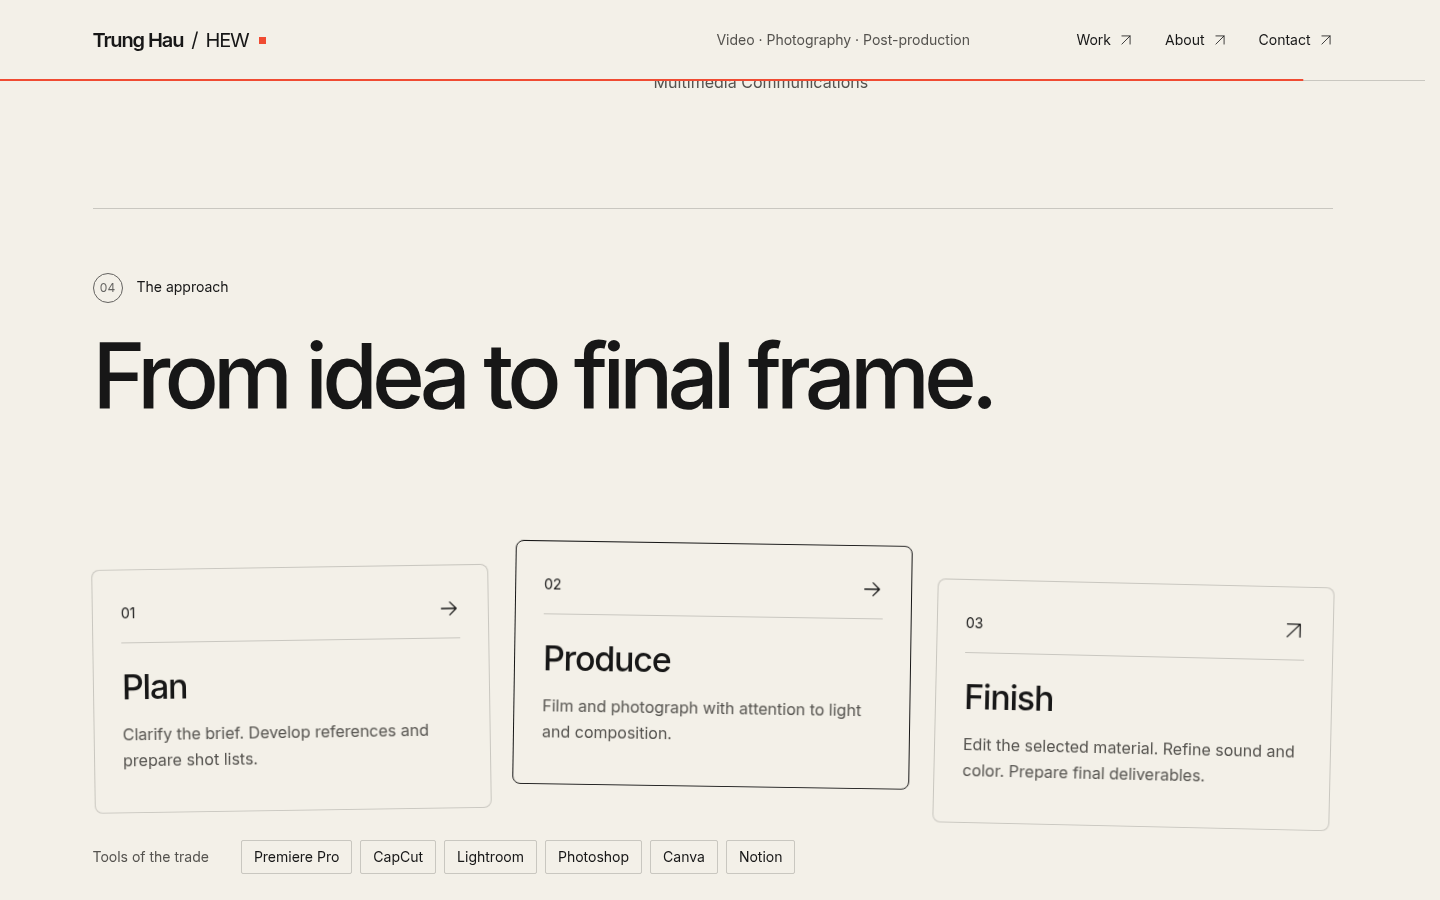 Trung Hau / HEW
Video · Photography · Post-production
Work
About
Contact
Multimedia Communications
04
The approach
From idea to final frame.
01
Plan
Clarify the brief. Develop references and
prepare shot lists.
02
Produce
Film and photograph with attention to light
and composition.
03
Finish
Edit the selected material. Refine sound and
color. Prepare final deliverables.
Tools of the trade
Premiere Pro
CapCut
Lightroom
Photoshop
Canva
Notion